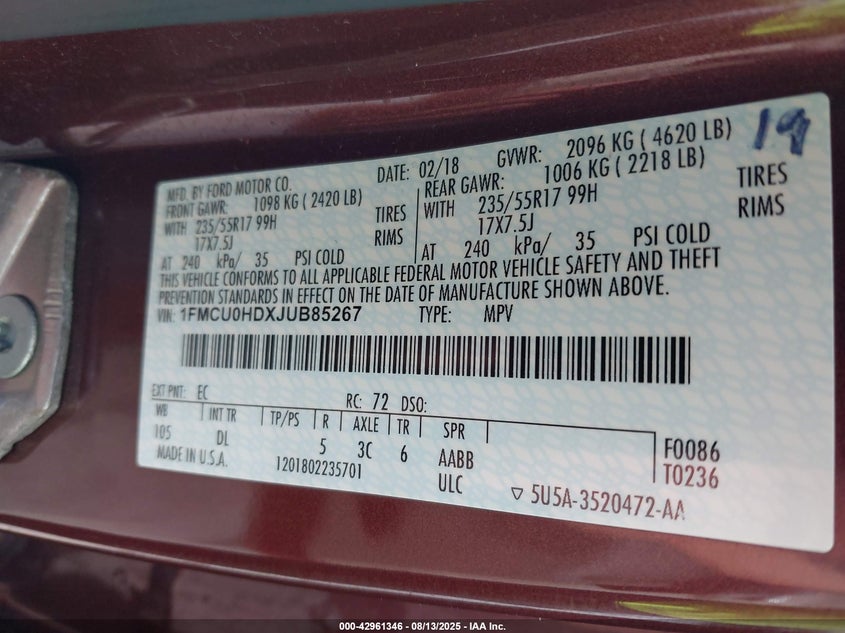 MFD. BY FORD MOTOR CO. DATE: 02/18 GVWR: 2096 KG ( 4620 LB) 19
FRONT GAWR: 1098 KG ( 2420 LB) REAR GAWR: 1006 KG ( 2218 LB)
WITH 235/55R17 99H TIRES WITH 235/55R17 99H TIRES
17X7.5J RIMS 17X7.5J RIMS
AT 240 kPa/ 35 PSI COLD AT 240 kPa/ 35 PSI COLD
THIS VEHICLE CONFORMS TO ALL APPLICABLE FEDERAL MOTOR VEHICLE SAFETY AND THEFT
PREVENTION STANDARDS IN EFFECT ON THE DATE OF MANUFACTURE SHOWN ABOVE.
VIN: 1FMCU0HDXJUB85267 TYPE: MPV
EXT PNT: EC RC: 72 DSO:
WB INT TR TP/PS R AXLE TR SPR
105 DL 5 3C 6 AABB F0086
MADE IN U.S.A. 1201802235701 ULC T0236
▽ 5U5A-3520472-AA
000-42961346 - 08/13/2025 - IAA Inc.